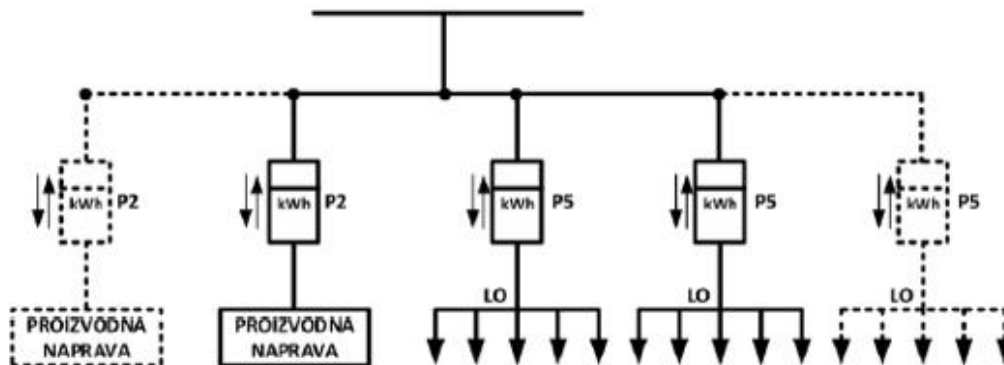 kWh P2 kWh P2 kWh P5 kWh P5 kWh P5
LO LO LO
PROIZVODNA PROIZVODNA
NAPRAVA NAPRAVA